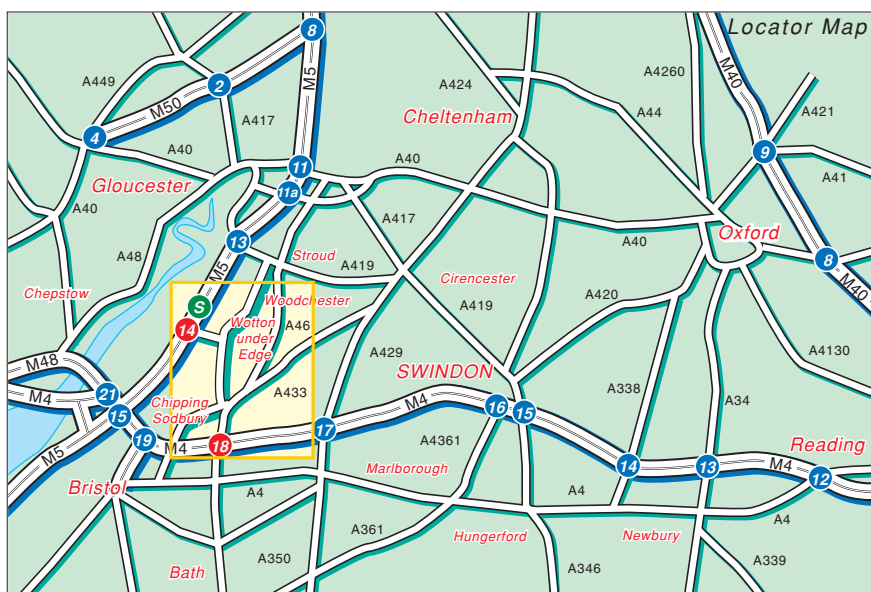 Locator Map
8
A449
2
M50
M5
A424
A4260
M40
A44
A421
4
A417
Cheltenham
9
A40
11
A40
A41
Gloucester
11a
A40
A417
Oxford
A48
13
Stroud
A40
8
M5
A419
Cirencester
M40
Chepstow
Woodchester
A420
S
A419
14
Wotton
under
Edge
A46
A429
A4130
M48
SWINDON
A338
21
M4
A433
A34
15
Chipping
Sodbury
M4
16
15
19
17
A4361
M4
18
Reading
M5
14
13
M4
12
Marlborough
Bristol
A4
A4
A4
A361
Hungerford
Newbury
A350
A339
Bath
A346